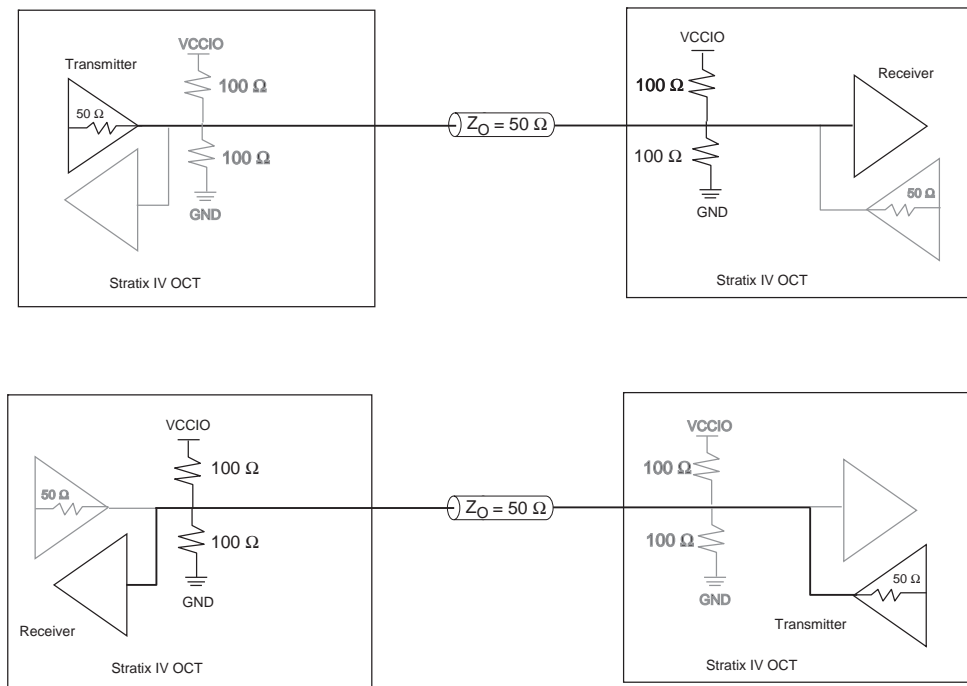 VCCIO
Transmitter
100 Ω
50 Ω
100 Ω
GND
Stratix IV OCT
Z_O = 50 Ω
VCCIO
Receiver
100 Ω
100 Ω
50 Ω
GND
Stratix IV OCT
VCCIO
100 Ω
50 Ω
100 Ω
GND
Receiver
Stratix IV OCT
Z_O = 50 Ω
VCCIO
100 Ω
100 Ω
50 Ω
GND
Transmitter
Stratix IV OCT